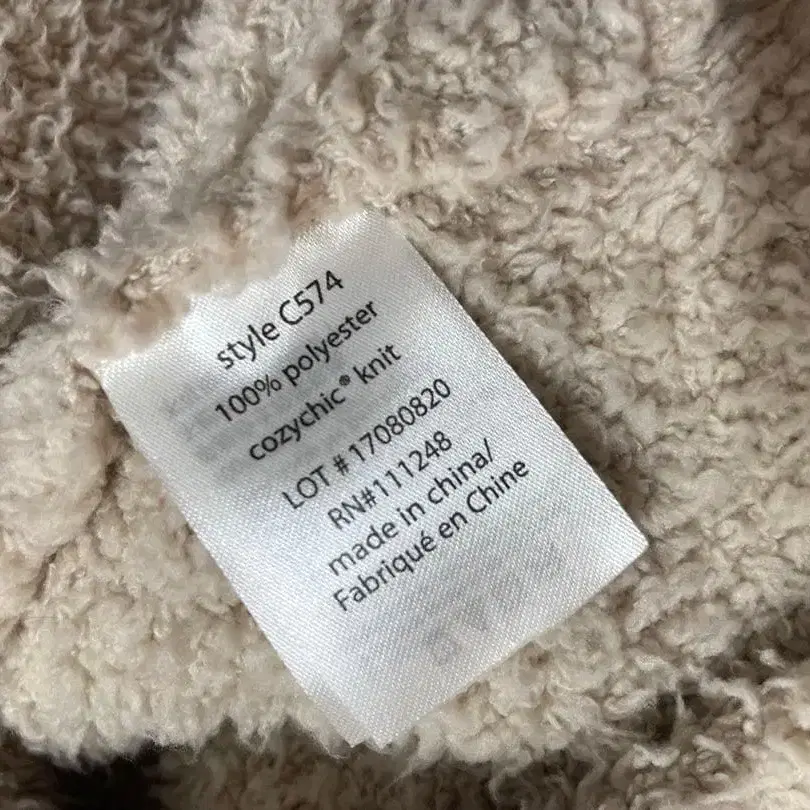 style C574
100% polyester
cozychic® knit
LOT # 17080820
RN#111248
made in china/
Fabriqué en Chine